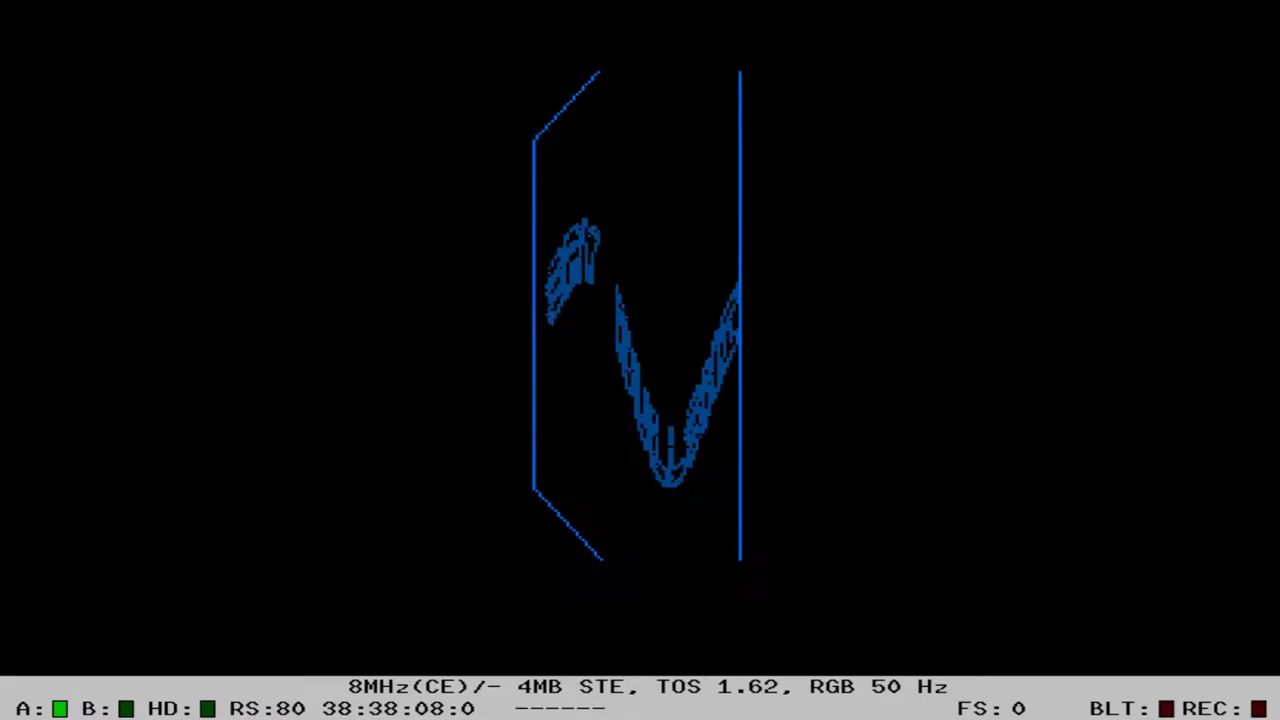 8MHz(CE)/- 4MB STE, TOS 1.62, RGB 50 Hz
A: B: HD: RS:80 38:38:08:0 ------ FS: 0 BLT: REC: